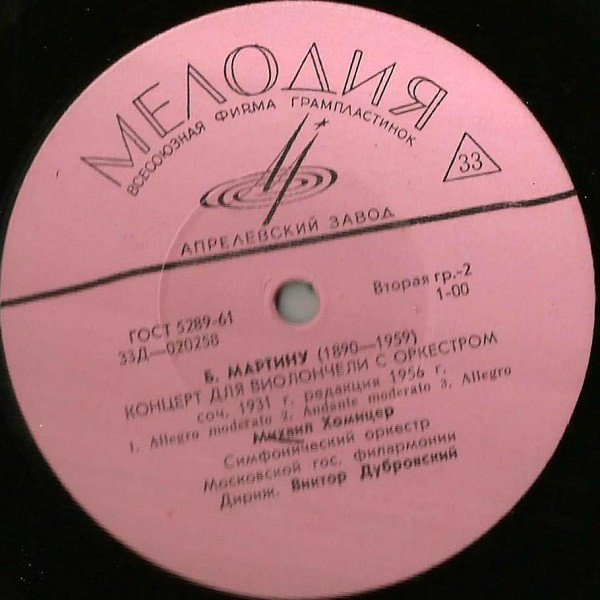 МЕЛОДИЯ
ВСЕСОЮЗНАЯ ФИРМА ГРАМПЛАСТИНОК
33
АПРЕЛЕВСКИЙ ЗАВОД
Вторая гр.-2
1-00
ГОСТ 5289-61
33Д—020258
Б. МАРТИНУ (1890—1959)
КОНЦЕРТ ДЛЯ ВИОЛОНЧЕЛИ С ОРКЕСТРОМ
соч. 1931 г. редакция 1956 г.
1. Allegro moderato 2. Andante moderato 3. Allegro
Михаил Хомицер
Симфонический оркестр
Московской гос. филармонии
Дириж. Виктор Дубровский